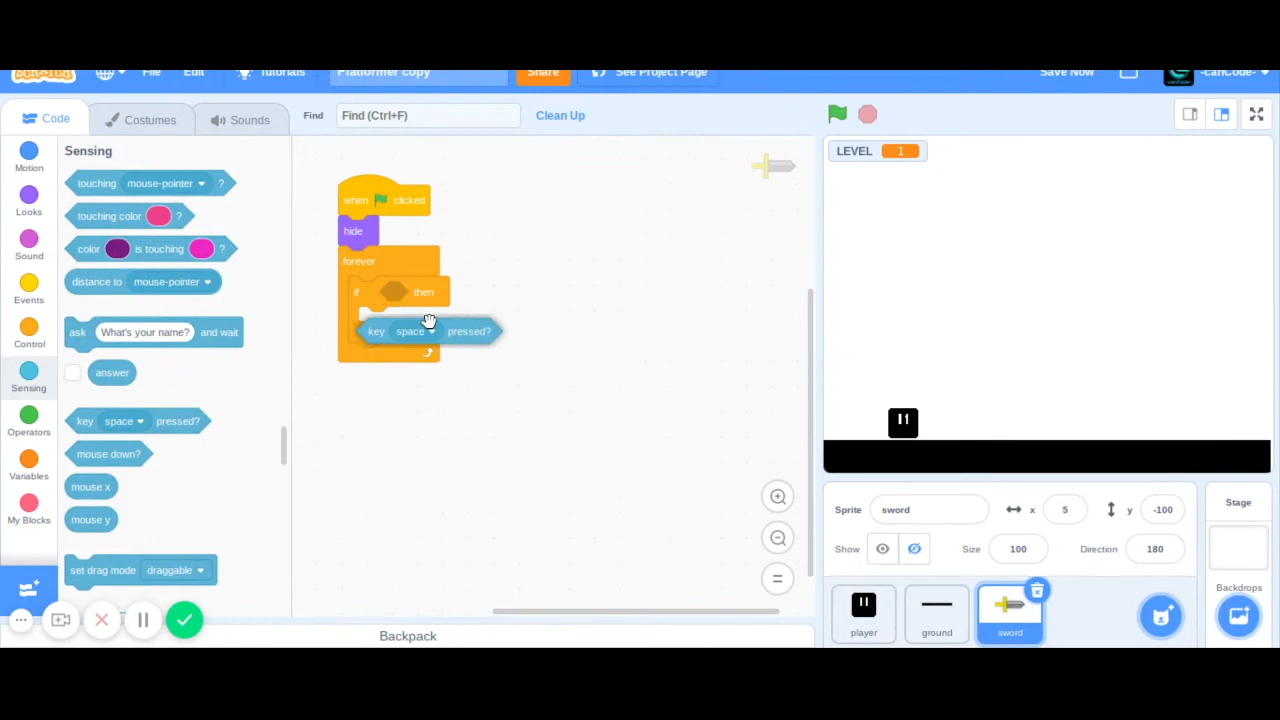 SCRATCH
File
Edit
Tutorials
Platformer copy
Share
See Project Page
Save Now
-canCode-
Code
Costumes
Sounds
Find
Find (Ctrl+F)
Clean Up
Motion
Looks
Sound
Events
Control
Sensing
Operators
Variables
My Blocks
Sensing
touching mouse-pointer ?
touching color ?
color is touching ?
distance to mouse-pointer
ask What's your name? and wait
answer
key space pressed?
mouse down?
mouse x
mouse y
set drag mode draggable
when clicked
hide
forever
if then
key space pressed?
Backpack
LEVEL 1
Sprite sword x 5 y -100
Show Size 100 Direction 180
player
ground
sword
Stage
Backdrops